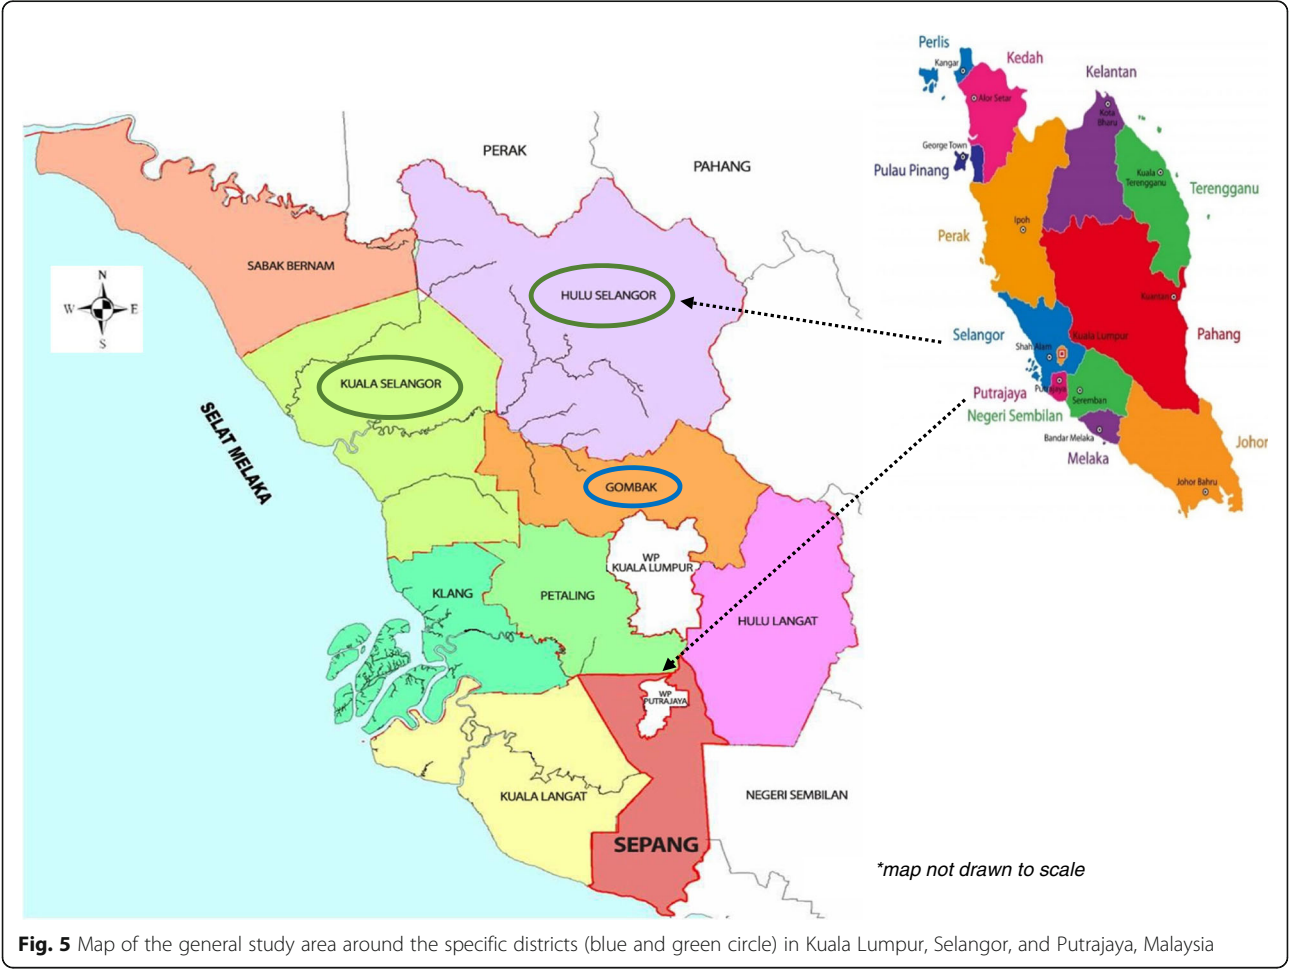 PERAK
PAHANG
SABAK BERNAM
HULU SELANGOR
N
W
E
S
KUALA SELANGOR
SELAT MELAKA
GOMBAK
WP
KUALA LUMPUR
KLANG
PETALING
HULU LANGAT
WP
PUTRAJAYA
KUALA LANGAT
NEGERI SEMBILAN
SEPANG
Perlis
Kangar
Kedah
Kelantan
Alor Setar
Kota
Bharu
George Town
Pulau Pinang
Kuala
Terengganu
Terengganu
Ipoh
Perak
Kuantan
Selangor
Kuala Lumpur
Pahang
Shah Alam
Putrajaya
Putrajaya
Seremban
Negeri Sembilan
Bandar Melaka
Melaka
Johor
Johor Bahru
*map not drawn to scale
Fig. 5 Map of the general study area around the specific districts (blue and green circle) in Kuala Lumpur, Selangor, and Putrajaya, Malaysia